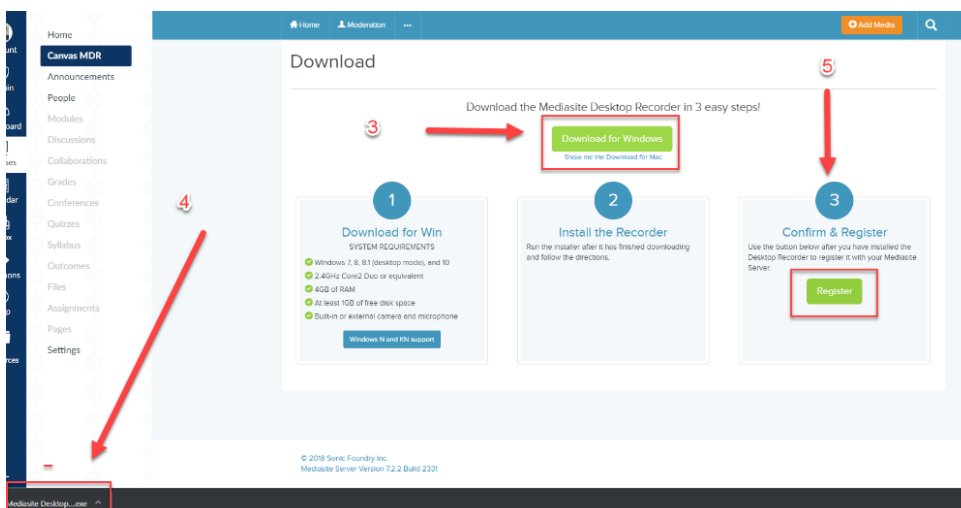 Home
Canvas MDR
Announcements
People
Modules
Discussions
Collaborations
Grades
Conferences
Quizzes
Syllabus
Outcomes
Files
Assignments
Pages
Settings
Home Moderation ...
Add Media
Download
Download the Mediasite Desktop Recorder in 3 easy steps!
3
Download for Windows
Show me the Download for Mac
5
4
1
Download for Win
SYSTEM REQUIREMENTS
Windows 7, 8, 8.1 (desktop mode), and 10
2.4GHz Core2 Duo or equivalent
4GB of RAM
At least 1GB of free disk space
Built-in or external camera and microphone
Windows N and KN support
2
Install the Recorder
Run the installer after it has finished downloading
and follow the directions.
3
Confirm & Register
Use the button below after you have installed the
Desktop Recorder to register it with your Mediasite
Server.
Register
© 2018 Sonic Foundry Inc.
Mediasite Server Version 7.2.2 Build 2331
Mediasite Desktop....exe